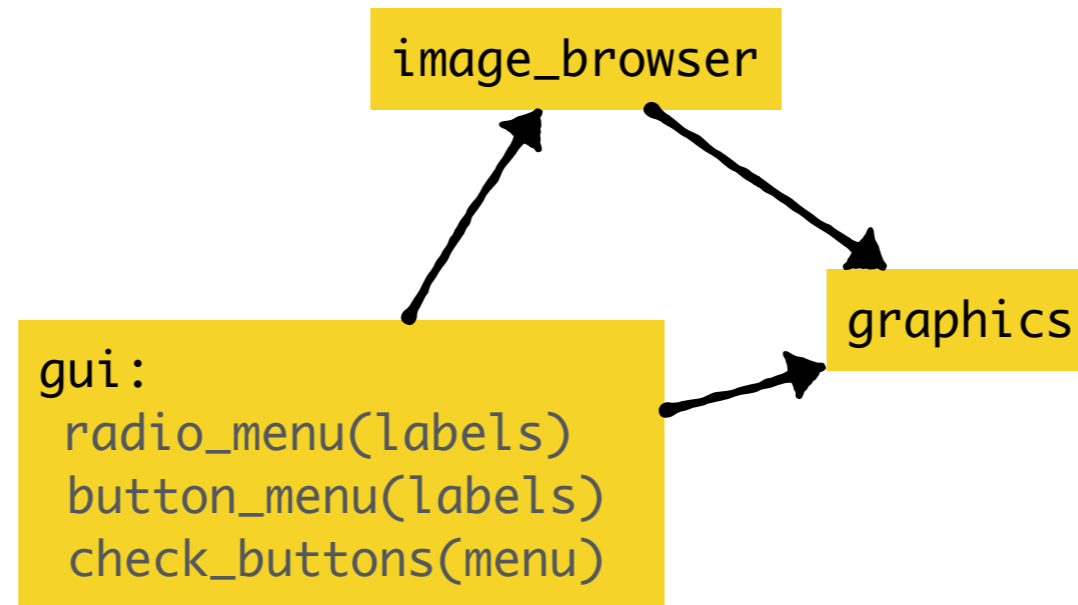 image_browser
graphics
gui:
radio_menu(labels)
button_menu(labels)
check_buttons(menu)